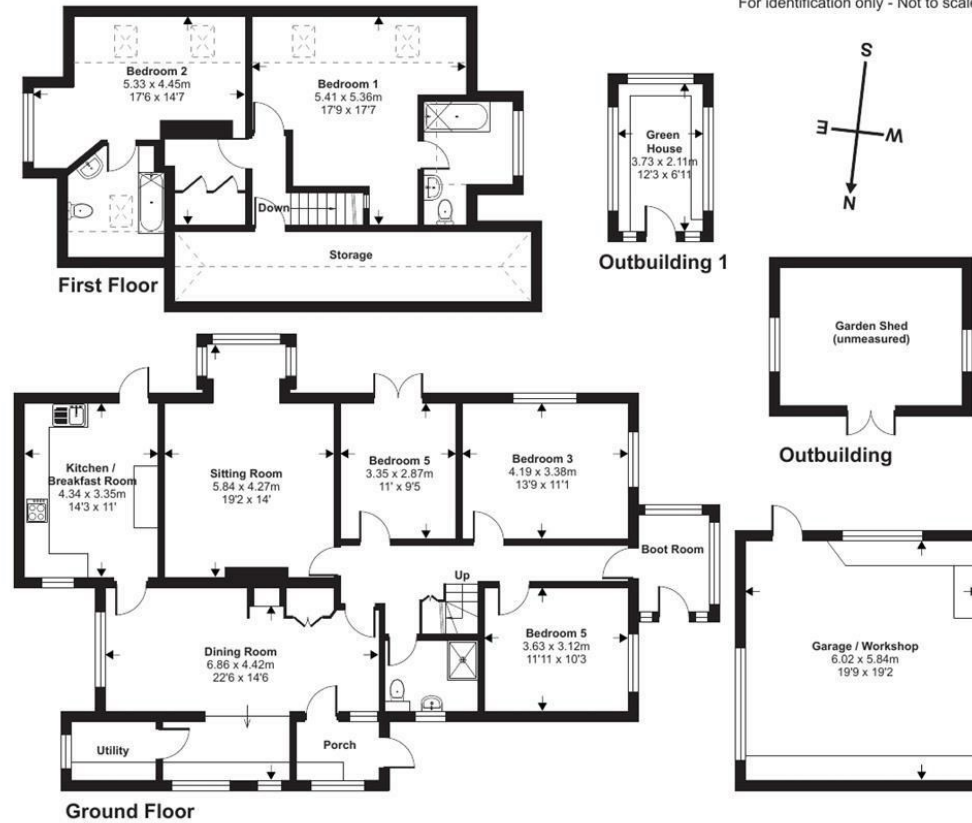 For identification only - Not to scale
Bedroom 2
5.33 x 4.45m
17'6 x 14'7
Bedroom 1
5.41 x 5.36m
17'9 x 17'7
Down
Storage
First Floor
Green
House
3.73 x 2.11m
12'3 x 6'11
Outbuilding 1
S
E
W
N
Garden Shed
(unmeasured)
Outbuilding
Kitchen /
Breakfast Room
4.34 x 3.35m
14'3 x 11'
Sitting Room
5.84 x 4.27m
19'2 x 14'
Bedroom 5
3.35 x 2.87m
11' x 9'5
Bedroom 3
4.19 x 3.38m
13'9 x 11'1
Boot Room
Up
Dining Room
6.86 x 4.42m
22'6 x 14'6
Bedroom 5
3.63 x 3.12m
11'11 x 10'3
Garage / Workshop
6.02 x 5.84m
19'9 x 19'2
Utility
Porch
Ground Floor